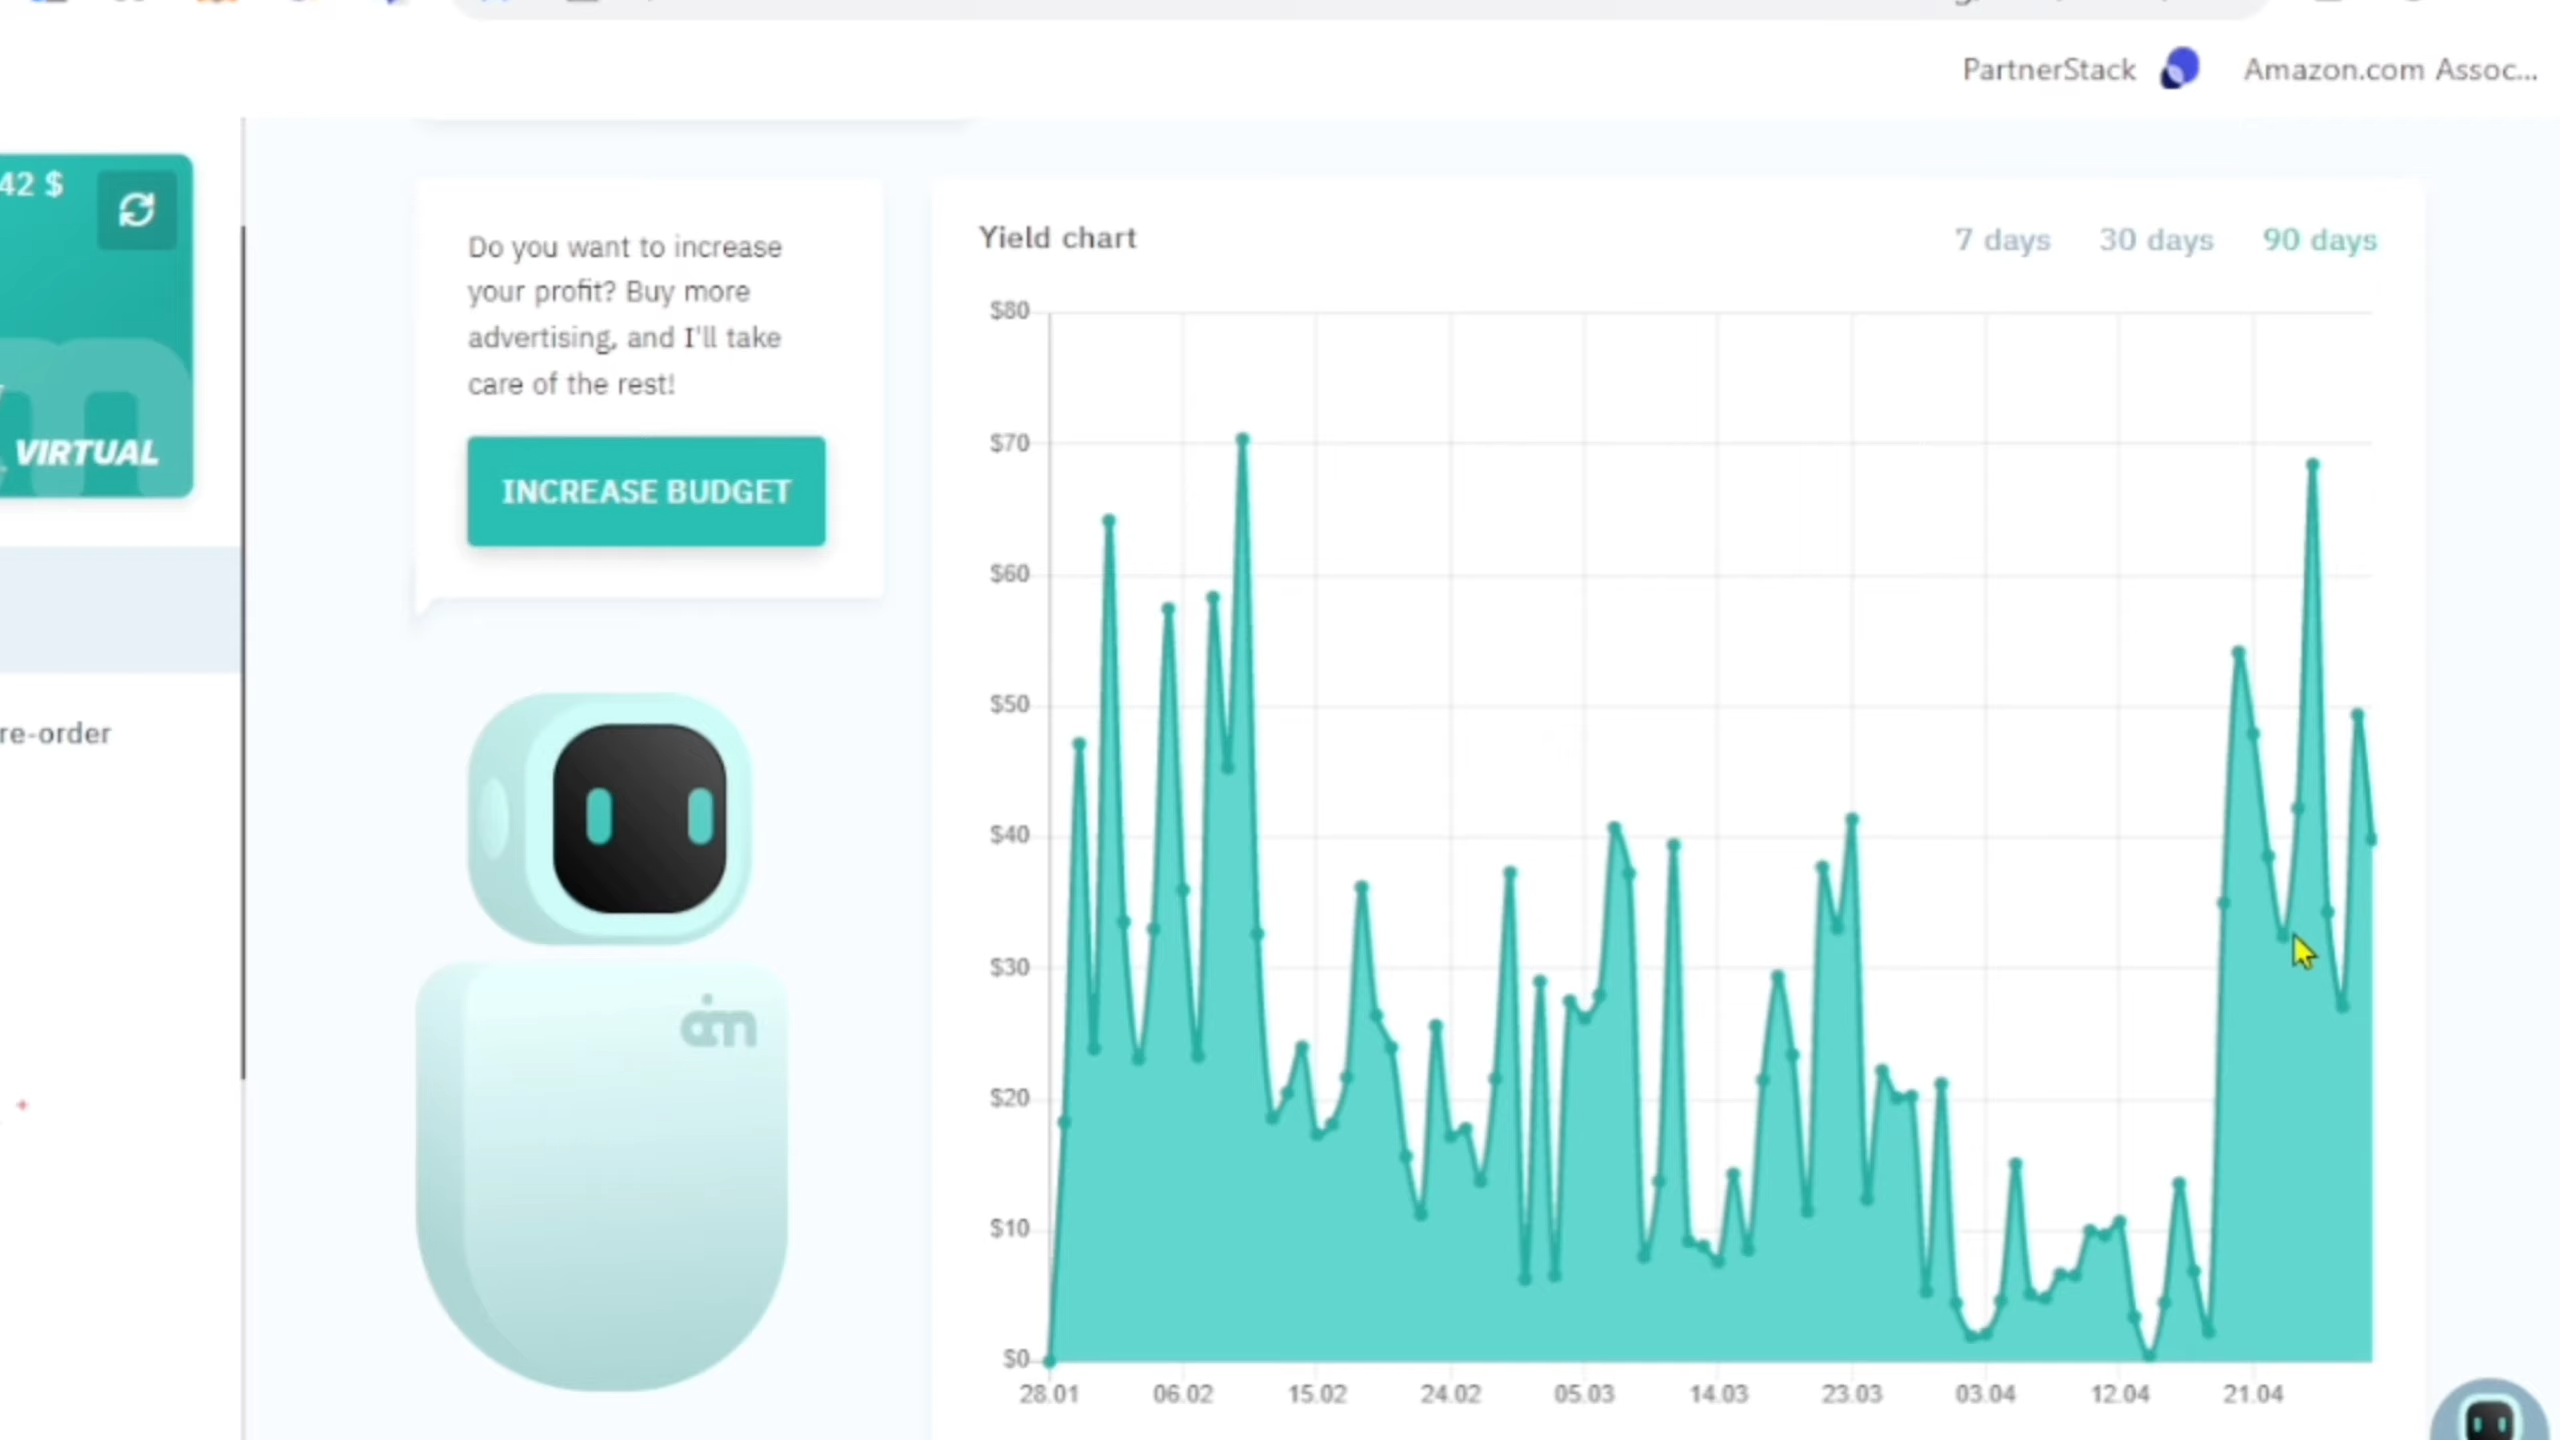 PartnerStack
Amazon.com Assoc...
42 $
VIRTUAL
re-order
Do you want to increase
your profit? Buy more
advertising, and I'll take
care of the rest!
INCREASE BUDGET
Yield chart
7 days
30 days
90 days
$80
$70
$60
$50
$40
$30
$20
$10
$0
28.01
06.02
15.02
24.02
05.03
14.03
23.03
03.04
12.04
21.04